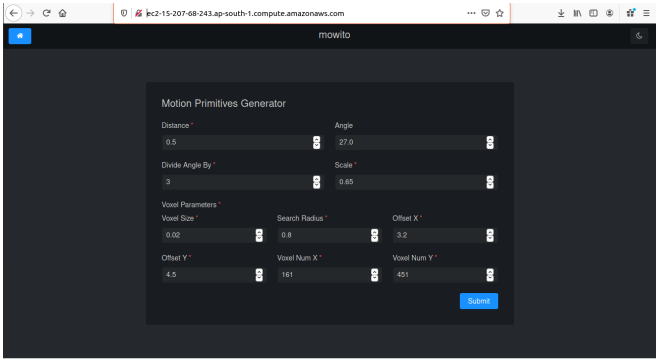 ec2-15-207-68-243.ap-south-1.compute.amazonaws.com
mowito
Motion Primitives Generator
Distance * Angle
0.5 27.0
Divide Angle By * Scale *
3 0.65
Voxel Parameters *
Voxel Size * Search Radius * Offset X *
0.02 0.8 3.2
Offset Y * Voxel Num X * Voxel Num Y *
4.5 161 451
Submit